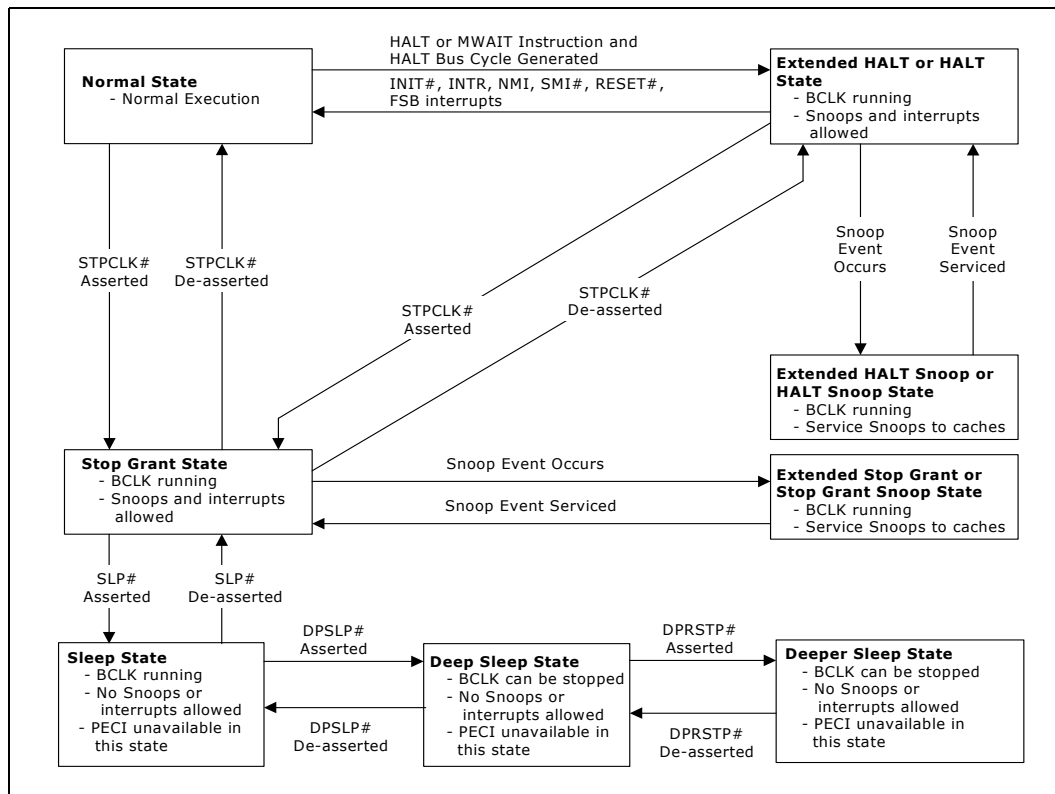 HALT or MWAIT Instruction and
HALT Bus Cycle Generated
INIT#, INTR, NMI, SMI#, RESET#,
FSB interrupts
Normal State
- Normal Execution
Extended HALT or HALT
State
- BCLK running
- Snoops and interrupts
allowed
STPCLK#
Asserted
STPCLK#
De-asserted
STPCLK#
Asserted
STPCLK#
De-asserted
Snoop
Event
Occurs
Snoop
Event
Serviced
Extended HALT Snoop or
HALT Snoop State
- BCLK running
- Service Snoops to caches
Stop Grant State
- BCLK running
- Snoops and interrupts
allowed
Snoop Event Occurs
Snoop Event Serviced
Extended Stop Grant or
Stop Grant Snoop State
- BCLK running
- Service Snoops to caches
SLP#
Asserted
SLP#
De-asserted
Sleep State
- BCLK running
- No Snoops or
interrupts allowed
- PECI unavailable in
this state
DPSLP#
Asserted
DPSLP#
De-asserted
Deep Sleep State
- BCLK can be stopped
- No Snoops or
interrupts allowed
- PECI unavailable in
this state
DPRSTP#
Asserted
DPRSTP#
De-asserted
Deeper Sleep State
- BCLK can be stopped
- No Snoops or
interrupts allowed
- PECI unavailable in
this state